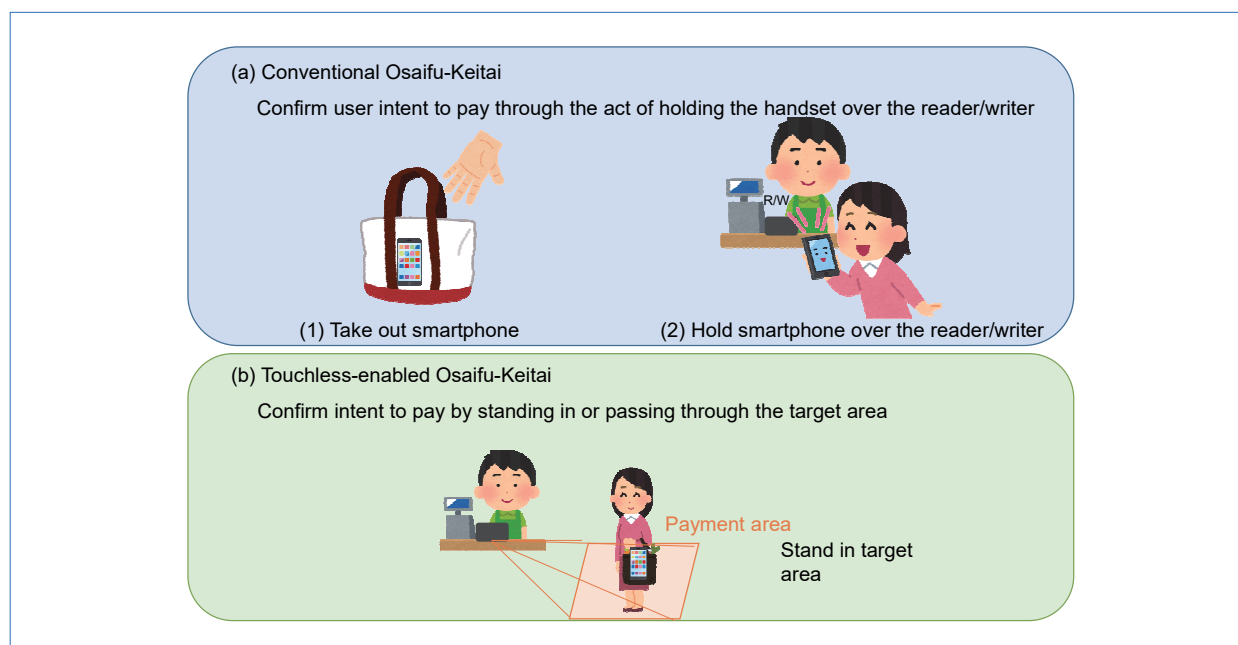 (a) Conventional Osaifu-Keitai
Confirm user intent to pay through the act of holding the handset over the reader/writer
R/W
(1) Take out smartphone
(2) Hold smartphone over the reader/writer
(b) Touchless-enabled Osaifu-Keitai
Confirm intent to pay by standing in or passing through the target area
Payment area
Stand in target
area